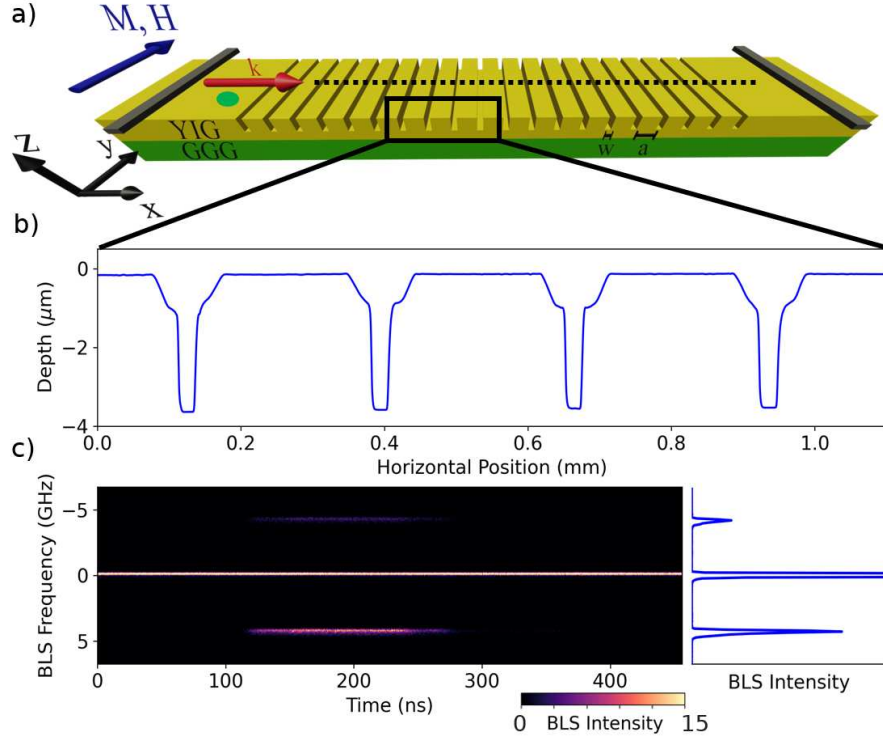 a)
M, H
k
YIG
GGG
w
a
z
y
x
b)
0
−2
−4
Depth (μm)
0.0
0.2
0.4
0.6
0.8
1.0
Horizontal Position (mm)
c)
BLS Frequency (GHz)
−5
0
5
0
100
200
300
400
Time (ns)
BLS Intensity
0
BLS Intensity
15